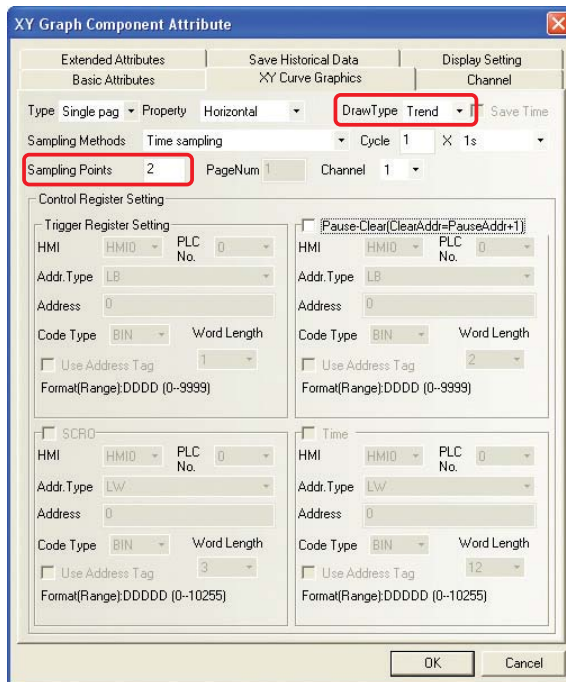 XY Graph Component Attribute
Extended Attributes Save Historical Data Display Setting
Basic Attributes XY Curve Graphics Channel
Type Single pag Property Horizontal DrawType Trend Save Time
Sampling Methods Time sampling Cycle 1 X 1s
Sampling Points 2 PageNum 1 Channel 1
Control Register Setting
Trigger Register Setting
HMI HMI0 PLC No. 0
Addr.Type LB
Address 0
Code Type BIN Word Length
Use Address Tag 1
Format(Range):DDDD (0--9999)
Pause-Clear(ClearAddr=PauseAddr+1)
HMI HMI0 PLC No. 0
Addr.Type LB
Address 0
Code Type BIN Word Length
Use Address Tag 2
Format(Range):DDDD (0--9999)
SCRO
HMI HMI0 PLC No. 0
Addr.Type LW
Address 0
Code Type BIN Word Length
Use Address Tag 3
Format(Range):DDDDD (0--10255)
Time
HMI HMI0 PLC No. 0
Addr.Type LW
Address 0
Code Type BIN Word Length
Use Address Tag 12
Format(Range):DDDDD (0--10255)
OK Cancel